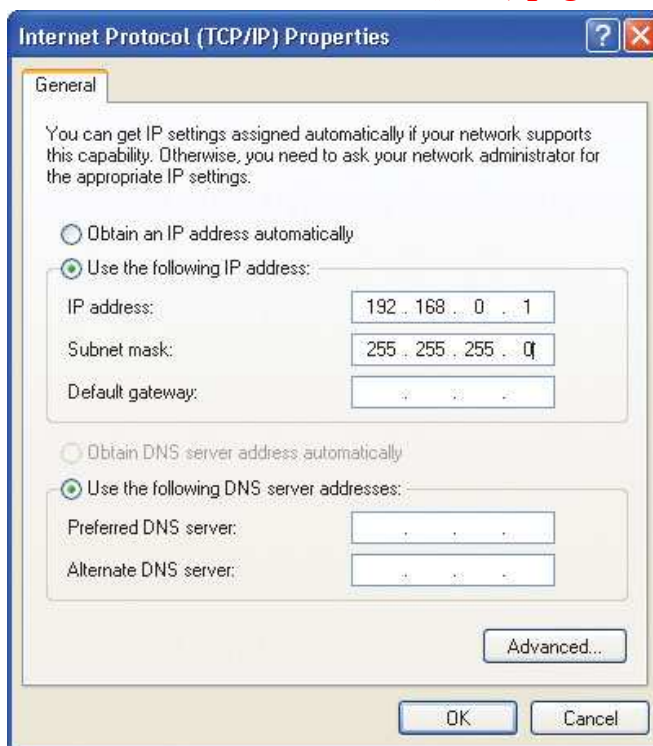 Internet Protocol (TCP/IP) Properties
General
You can get IP settings assigned automatically if your network supports
this capability. Otherwise, you need to ask your network administrator for
the appropriate IP settings.
Obtain an IP address automatically
Use the following IP address:
IP address: 192 . 168 . 0 . 1
Subnet mask: 255 . 255 . 255 . 0
Default gateway: . . .
Obtain DNS server address automatically
Use the following DNS server addresses:
Preferred DNS server: . . .
Alternate DNS server: . . .
Advanced...
OK Cancel